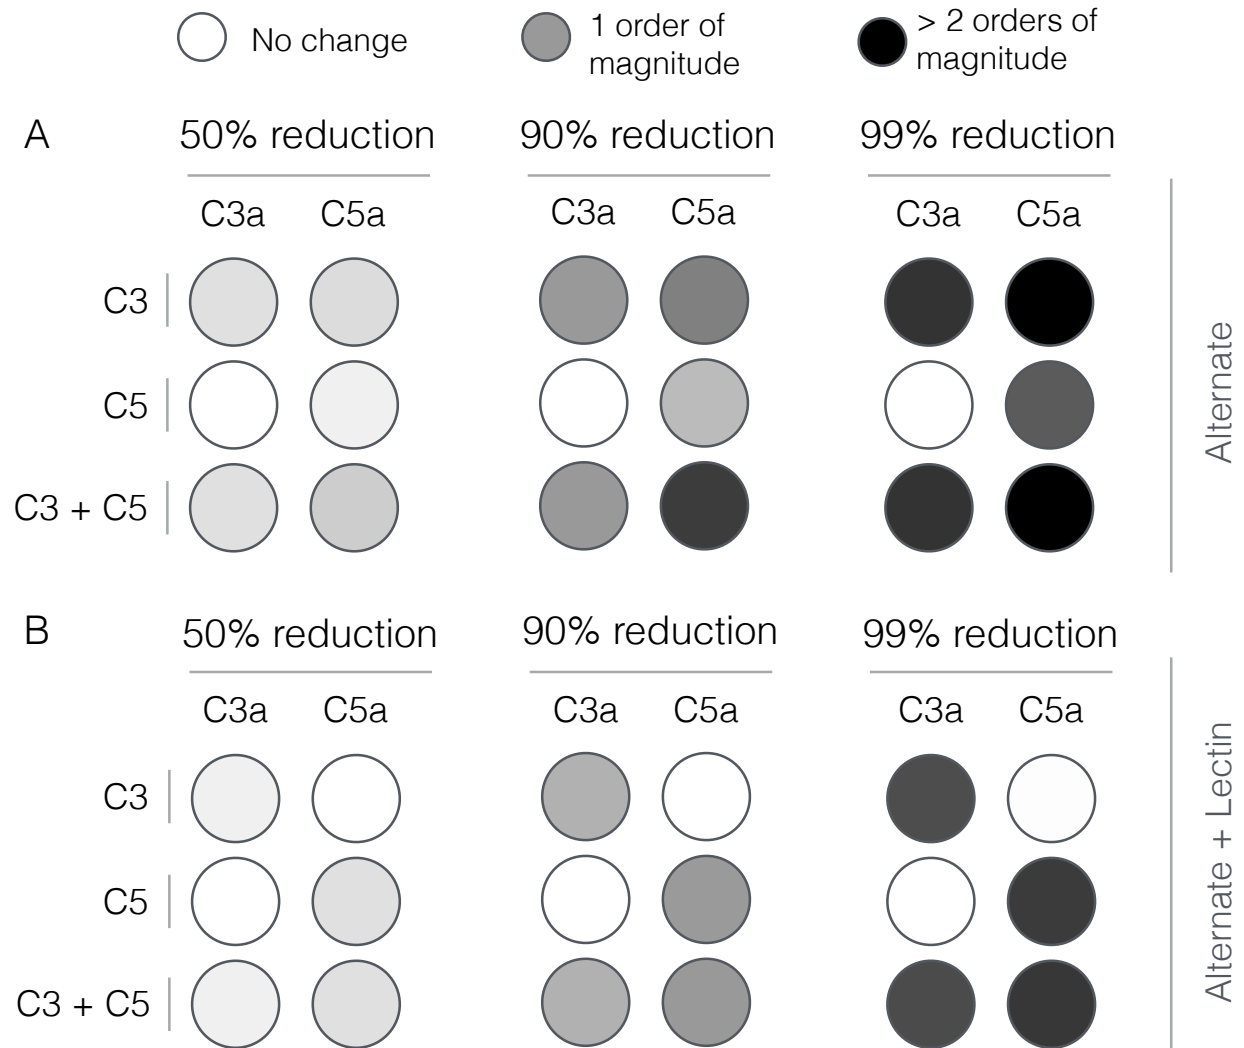 No change
1 order of
magnitude
> 2 orders of
magnitude
A
50% reduction 90% reduction 99% reduction
C3a C5a C3a C5a C3a C5a
C3
C5
C3 + C5
Alternate
B
50% reduction 90% reduction 99% reduction
C3a C5a C3a C5a C3a C5a
C3
C5
C3 + C5
Alternate + Lectin